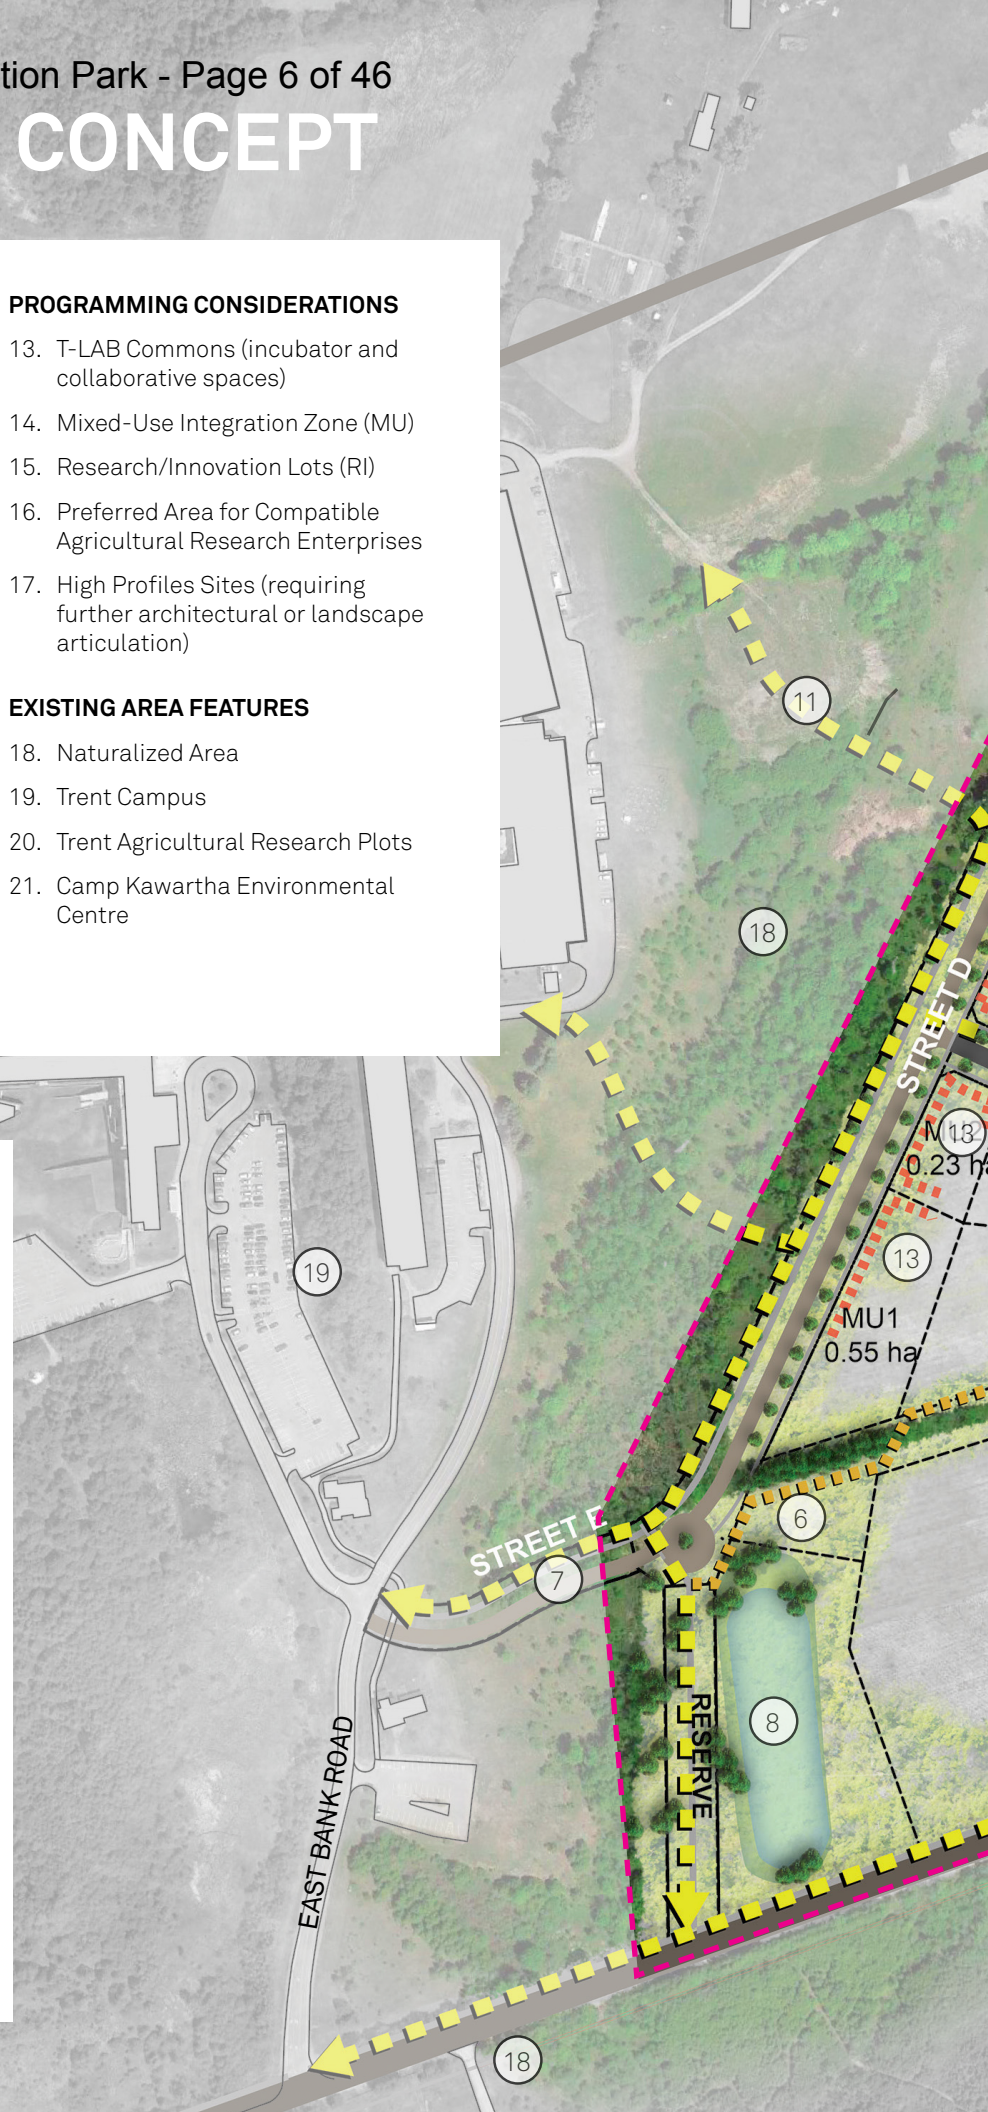 tion Park - Page 6 of 46
CONCEPT
PROGRAMMING CONSIDERATIONS
13. T-LAB Commons (incubator and
collaborative spaces)
14. Mixed-Use Integration Zone (MU)
15. Research/Innovation Lots (RI)
16. Preferred Area for Compatible
Agricultural Research Enterprises
17. High Profiles Sites (requiring
further architectural or landscape
articulation)
EXISTING AREA FEATURES
18. Naturalized Area
19. Trent Campus
20. Trent Agricultural Research Plots
21. Camp Kawartha Environmental
Centre
11
18
STREET D
13
0.23 ha
13
19
MU1
0.55 ha
6
STREET E
7
RESERVE
8
EAST BANK ROAD
18